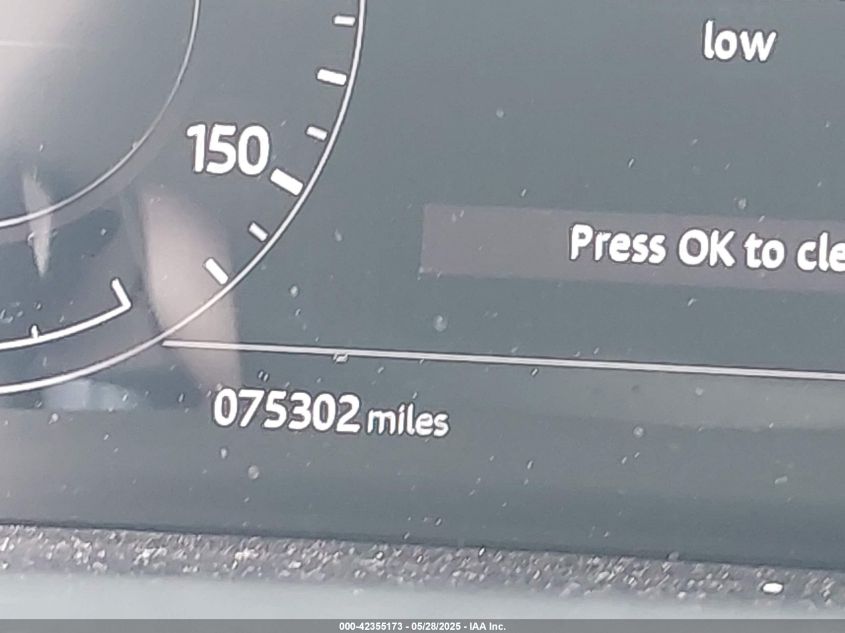 low
150
Press OK to cle
075302 miles
000-42355173 - 05/28/2025 - IAA Inc.